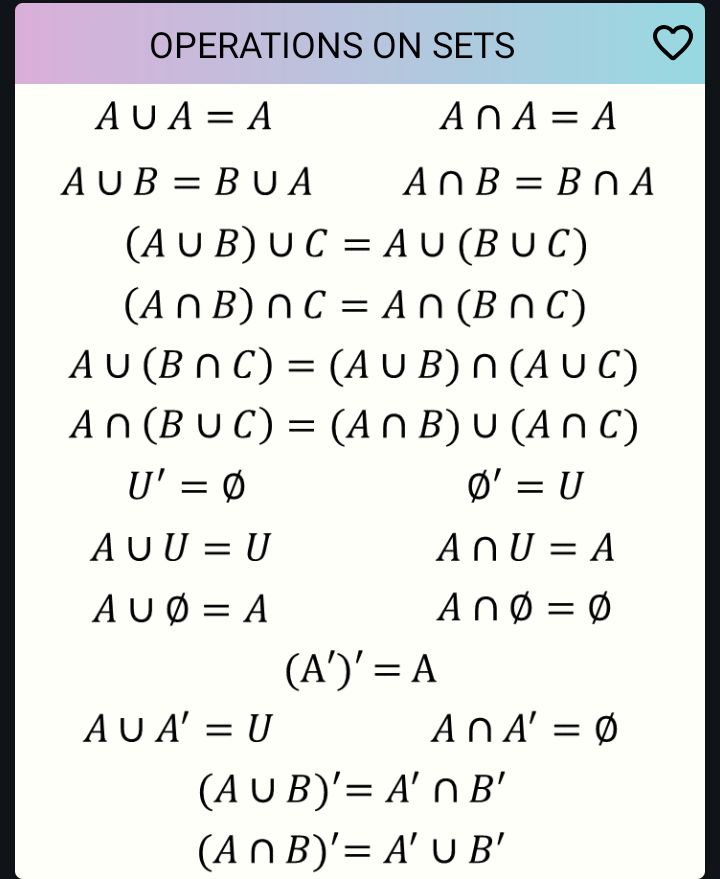 OPERATIONS ON SETS
A ∪ A = A A ∩ A = A
A ∪ B = B ∪ A A ∩ B = B ∩ A
(A ∪ B) ∪ C = A ∪ (B ∪ C)
(A ∩ B) ∩ C = A ∩ (B ∩ C)
A ∪ (B ∩ C) = (A ∪ B) ∩ (A ∪ C)
A ∩ (B ∪ C) = (A ∩ B) ∪ (A ∩ C)
U′ = ∅ ∅′ = U
A ∪ U = U A ∩ U = A
A ∪ ∅ = A A ∩ ∅ = ∅
(A′)′ = A
A ∪ A′ = U A ∩ A′ = ∅
(A ∪ B)′= A′ ∩ B′
(A ∩ B)′= A′ ∪ B′